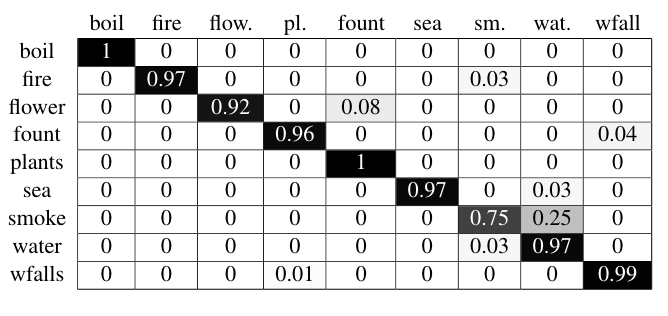 boil fire flow. pl. fount sea sm. wat. wfall
boil 1 0 0 0 0 0 0 0 0
fire 0 0.97 0 0 0 0 0.03 0 0
flower 0 0 0.92 0 0.08 0 0 0 0
fount 0 0 0 0.96 0 0 0 0 0.04
plants 0 0 0 0 1 0 0 0 0
sea 0 0 0 0 0 0.97 0 0.03 0
smoke 0 0 0 0 0 0 0.75 0.25 0
water 0 0 0 0 0 0 0.03 0.97 0
wfalls 0 0 0 0.01 0 0 0 0 0.99